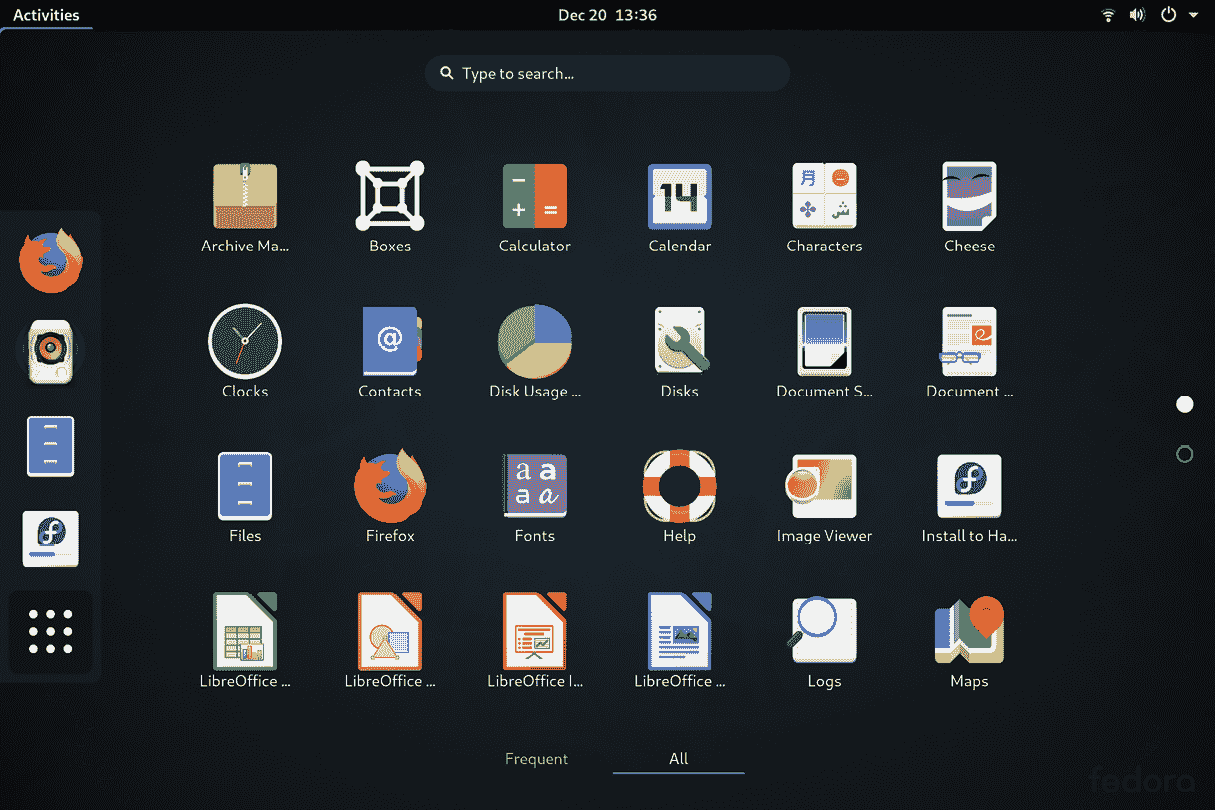 Activities
Dec 20 13:36
Type to search...
Archive Ma...
Boxes
14
Calculator
Calendar
月
ش
Characters
Cheese
@
Clocks
Contacts
Disk Usage ...
Disks
Document S...
Document ...
a a
a a
Files
Firefox
Fonts
Help
Image Viewer
Install to Ha...
LibreOffice ...
LibreOffice ...
LibreOffice I...
LibreOffice ...
Logs
Maps
Frequent
All
fedora